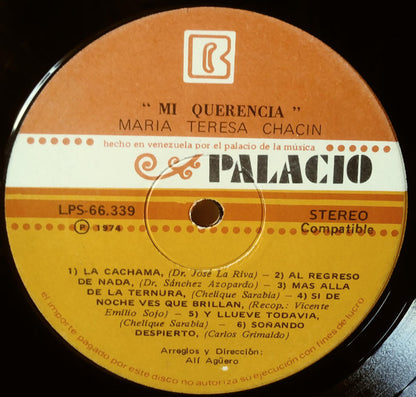 " MI QUERENCIA "
MARIA TERESA CHACIN
hecho en venezuela por el palacio de la música
PALACIO
LPS-66.339
STEREO
℗ 1974
Compatible
1) LA CACHAMA, (Dr. José La Riva) — 2) AL REGRESO
DE NADA, (Dr. Sánchez Azopardo) — 3) MAS ALLA
DE LA TERNURA, (Chelique Sarabia) — 4) SI DE
NOCHE VES QUE BRILLAN, (Recop.: Vicente
Emilio Sojo) — 5) Y LLUEVE TODAVIA,
(Chelique Sarabia) — 6) SOÑANDO
DESPIERTO, (Carlos Grimaldo)
Arreglos y Dirección:
Alí Agüero
el importe pagado por este disco no autoriza su ejecución con fines de lucro